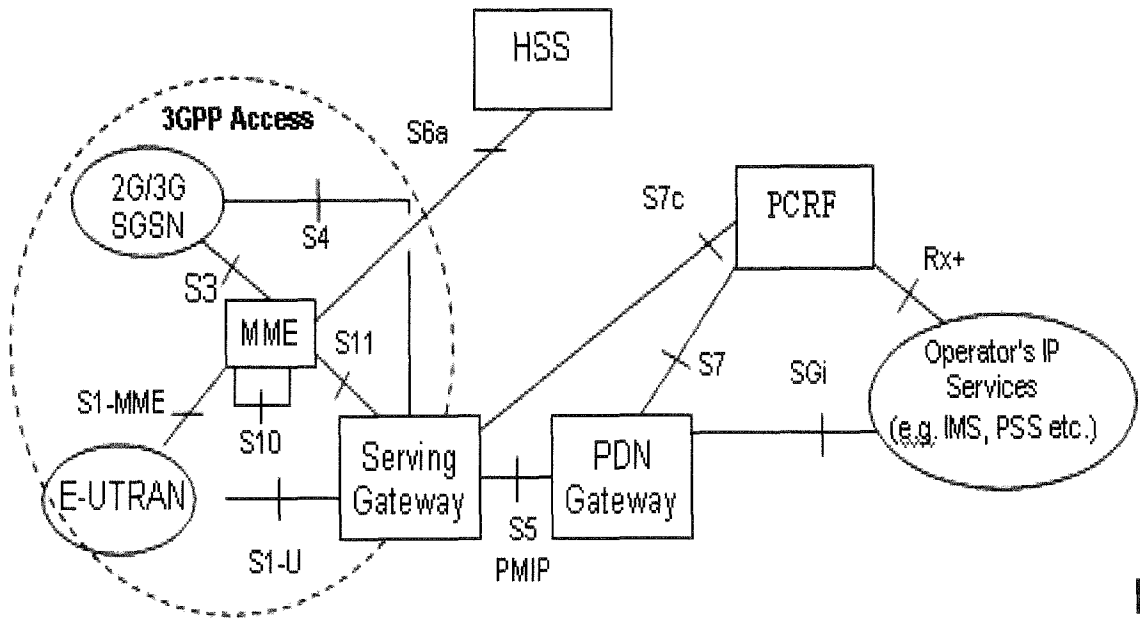 HSS
3GPP Access
S6a
2G/3G
SGSN
S4
S7c
PCRF
Rx+
S3
MME
S11
S7
SGi
Operator's IP
Services
(e.g. IMS, PSS etc.)
S1-MME
S10
Serving
Gateway
PDN
Gateway
E-UTRAN
S5
S1-U
PMIP